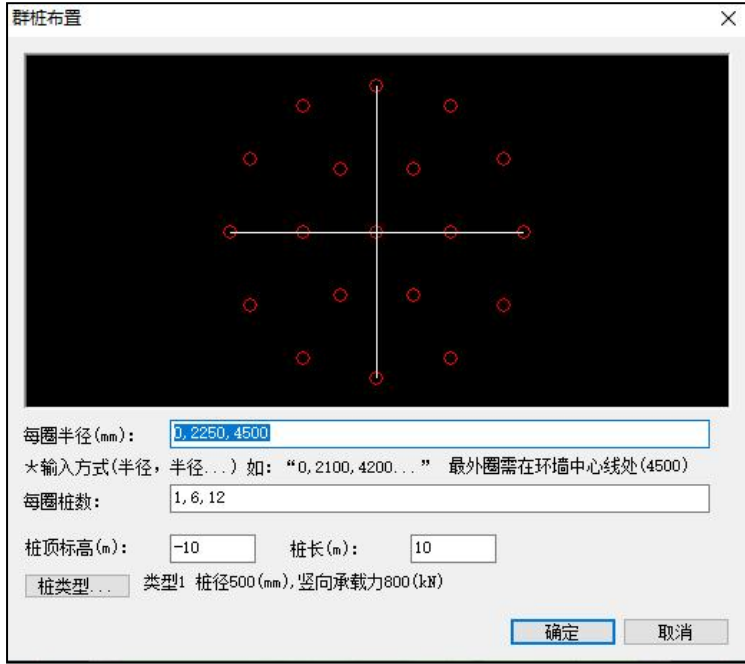 群桩布置
每圈半径(mm): 0,2250,4500
*输入方式(半径，半径...) 如: “0,2100,4200...” 最外圈需在环墙中心线处(4500)
每圈桩数: 1,6,12
桩顶标高(m): -10 桩长(m): 10
桩类型... 类型1 桩径500(mm),竖向承载力800(kN)
确定 取消